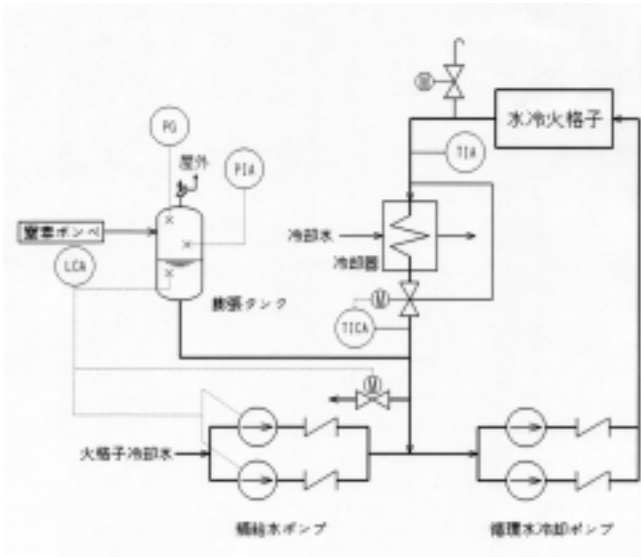 水冷火格子
PG
屋外
PIA
TIA
M
窒素ボンベ
冷却水
冷却器
LCA
膨張タンク
M
TICA
M
火格子冷却水
補給水ポンプ
循環水冷却ポンプ